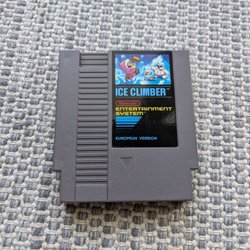 ICE CLIMBER
Nintendo
ENTERTAINMENT
SYSTEM
EUROPEAN VERSION